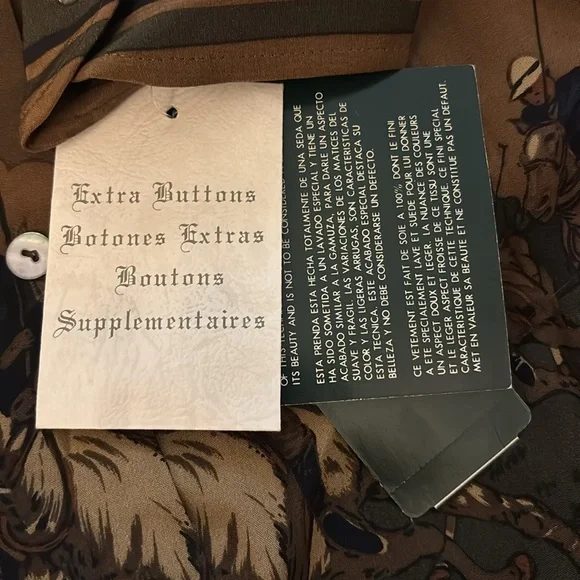 Extra Buttons
Botones Extras
Boutons
Supplementaires
OF THIS
ITS BEAUTY AND IS NOT TO BE CONSIDERED
ESTA PRENDA ESTA HECHA TOTALMENTE DE UNA SEDA QUE
HA SIDO SOMETIDA A UN LAVADO ESPECIAL Y TIENE UN
ACABADO SIMILAR A LA GAMUZA, PARA DARLE UN ASPECTO
SUAVE Y FRAGIL. LAS VARIACIONES DE LOS MATICES DEL
COLOR Y LAS LIGERAS ARRUGAS, SON CARACTERISTICAS DE
ESTA TECNICA. ESTE ACABADO ESPECIAL DESTACA SU
BELLEZA Y NO DEBE CONSIDERARSE UN DEFECTO.
CE VETEMENT EST FAIT DE SOIE A 100% DONT LE FINI
A ETE SPECIALEMENT LAVE ET SUEDE POUR LUI DONNER
UN ASPECT DOUX ET LEGER. LA NUANCE DES COULEURS
ET LE LEGER ASPECT FROISSE DE CE TISSU SONT UNE
CARACTERISTIQUE DE CETTE TECHNIQUE. CE FINI SPECIAL
MET EN VALEUR SA BEAUTE ET NE CONSTITUE PAS UN DEFAUT.